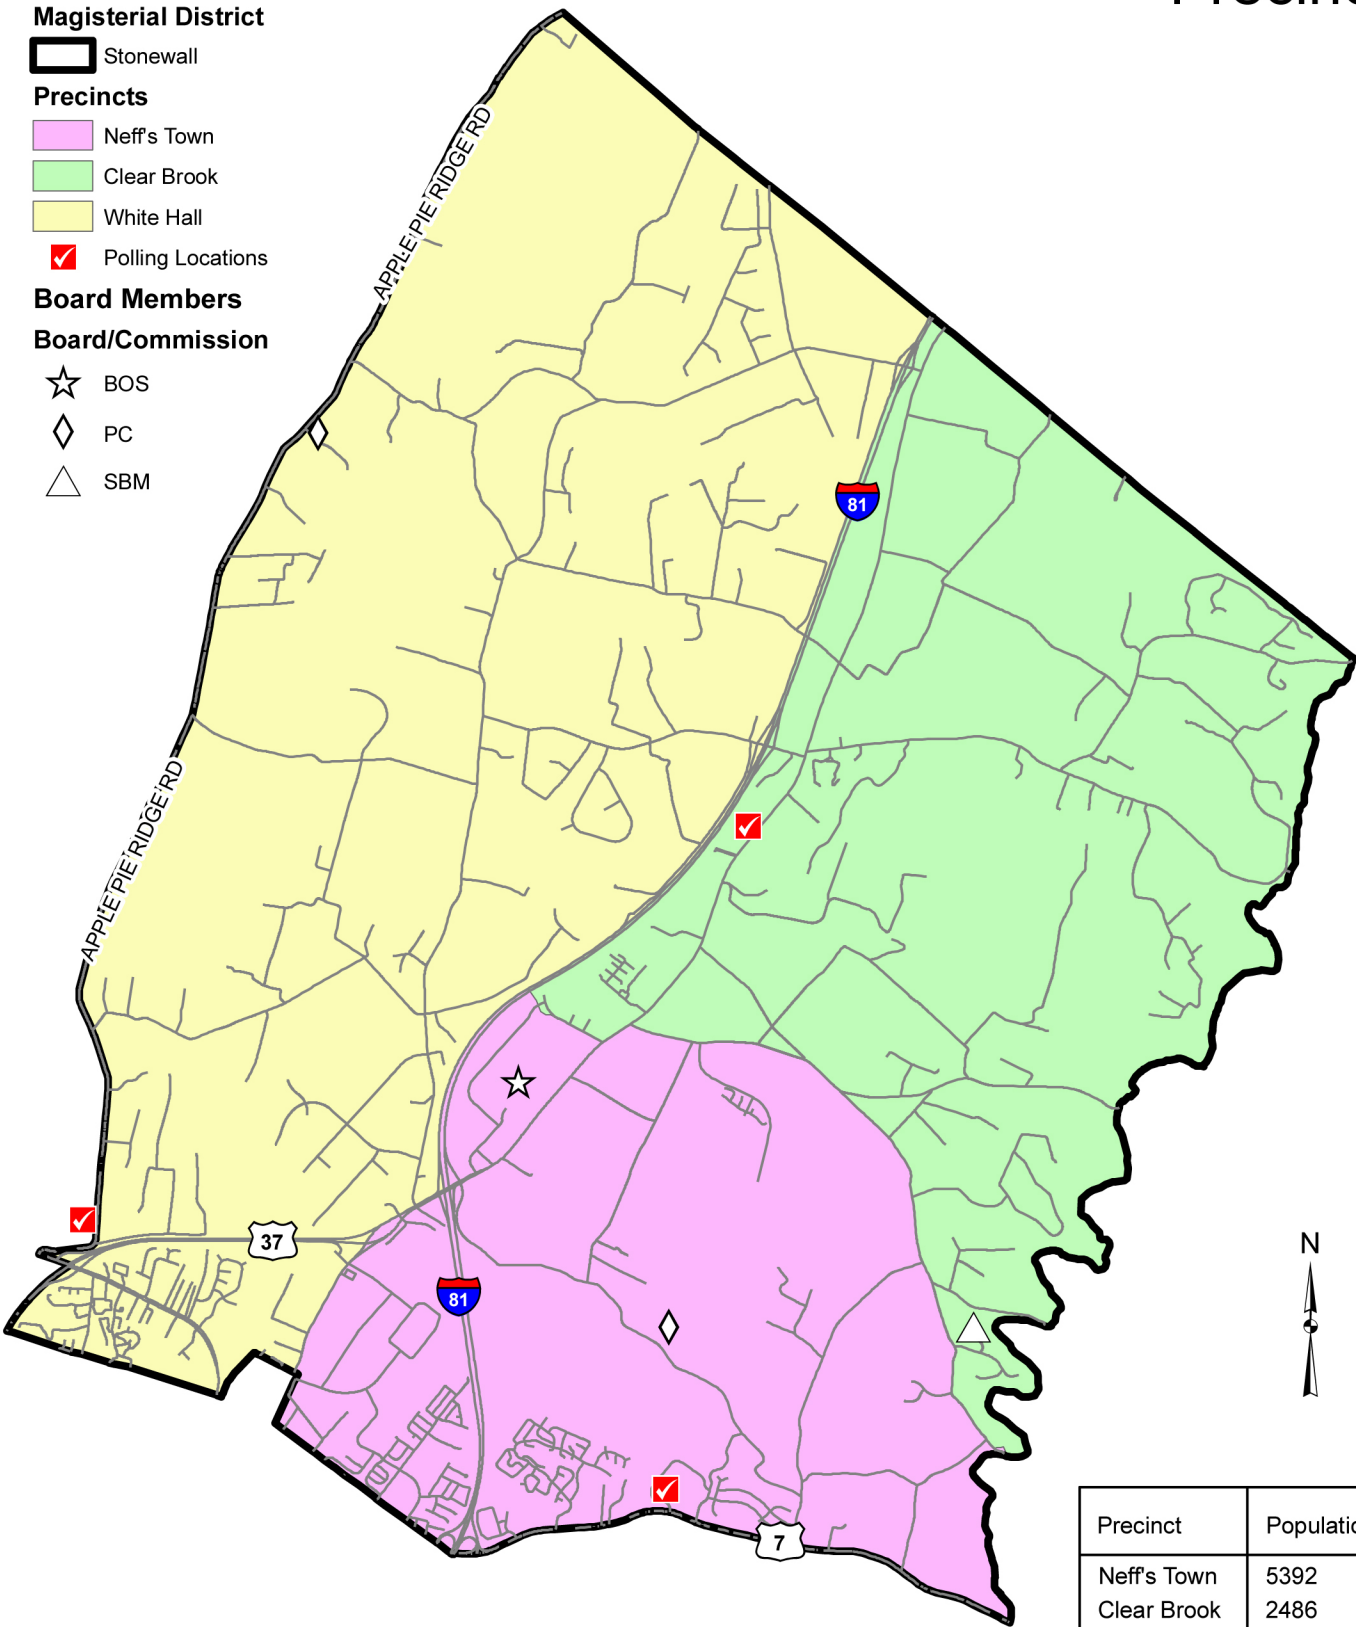 Magisterial District
Stonewall
Precincts
Neff's Town
Clear Brook
White Hall
Polling Locations
Board Members
Board/Commission
BOS
PC
SBM
APPLE PIE RIDGE RD
81
APPLE PIE RIDGE RD
37
81
7
N
Precinct
Neff's Town 5392
Clear Brook 2486